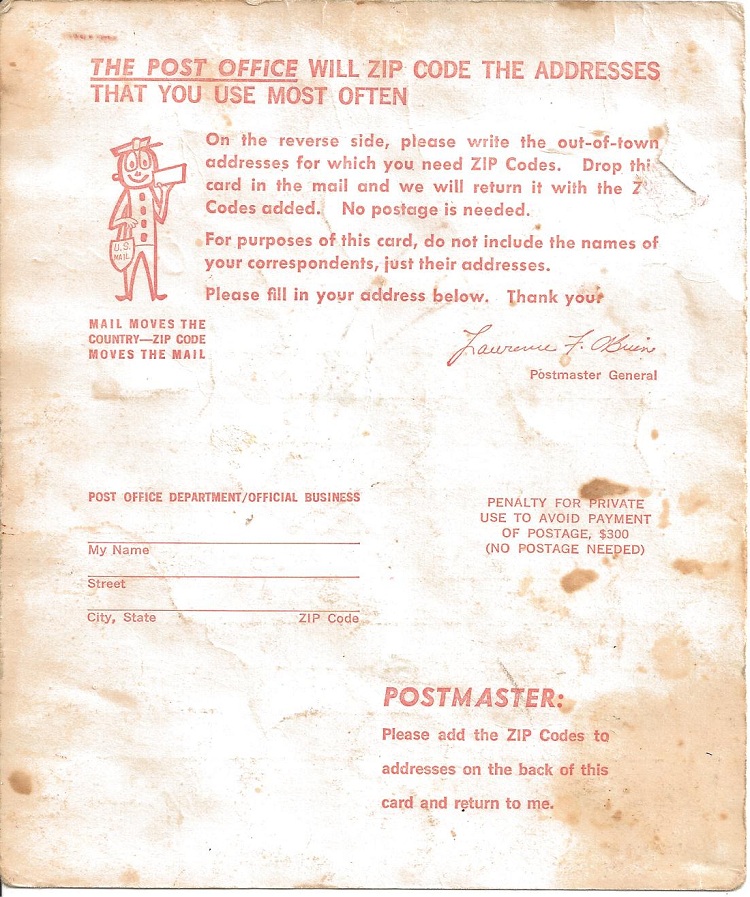 THE POST OFFICE WILL ZIP CODE THE ADDRESSES
THAT YOU USE MOST OFTEN
On the reverse side, please write the out-of-town
addresses for which you need ZIP Codes. Drop thi
card in the mail and we will return it with the Z
Codes added. No postage is needed.
For purposes of this card, do not include the names of
your correspondents, just their addresses.
Please fill in your address below. Thank you!
U.S.
MAIL
MAIL MOVES THE
COUNTRY—ZIP CODE
MOVES THE MAIL
Lawrence F. O'Brien
Postmaster General
POST OFFICE DEPARTMENT/OFFICIAL BUSINESS
PENALTY FOR PRIVATE
USE TO AVOID PAYMENT
OF POSTAGE, $300
(NO POSTAGE NEEDED)
My Name
Street
City, State ZIP Code
POSTMASTER:
Please add the ZIP Codes to
addresses on the back of this
card and return to me.